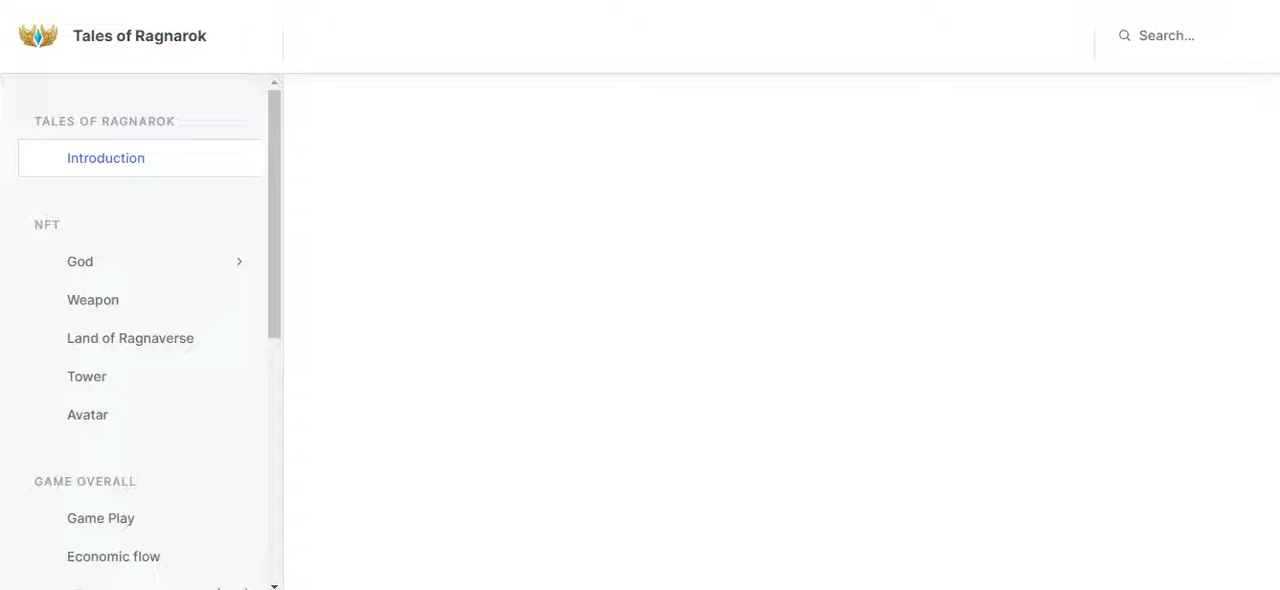 Tales of Ragnarok
Search...
TALES OF RAGNAROK
Introduction
NFT
God
Weapon
Land of Ragnaverse
Tower
Avatar
GAME OVERALL
Game Play
Economic flow